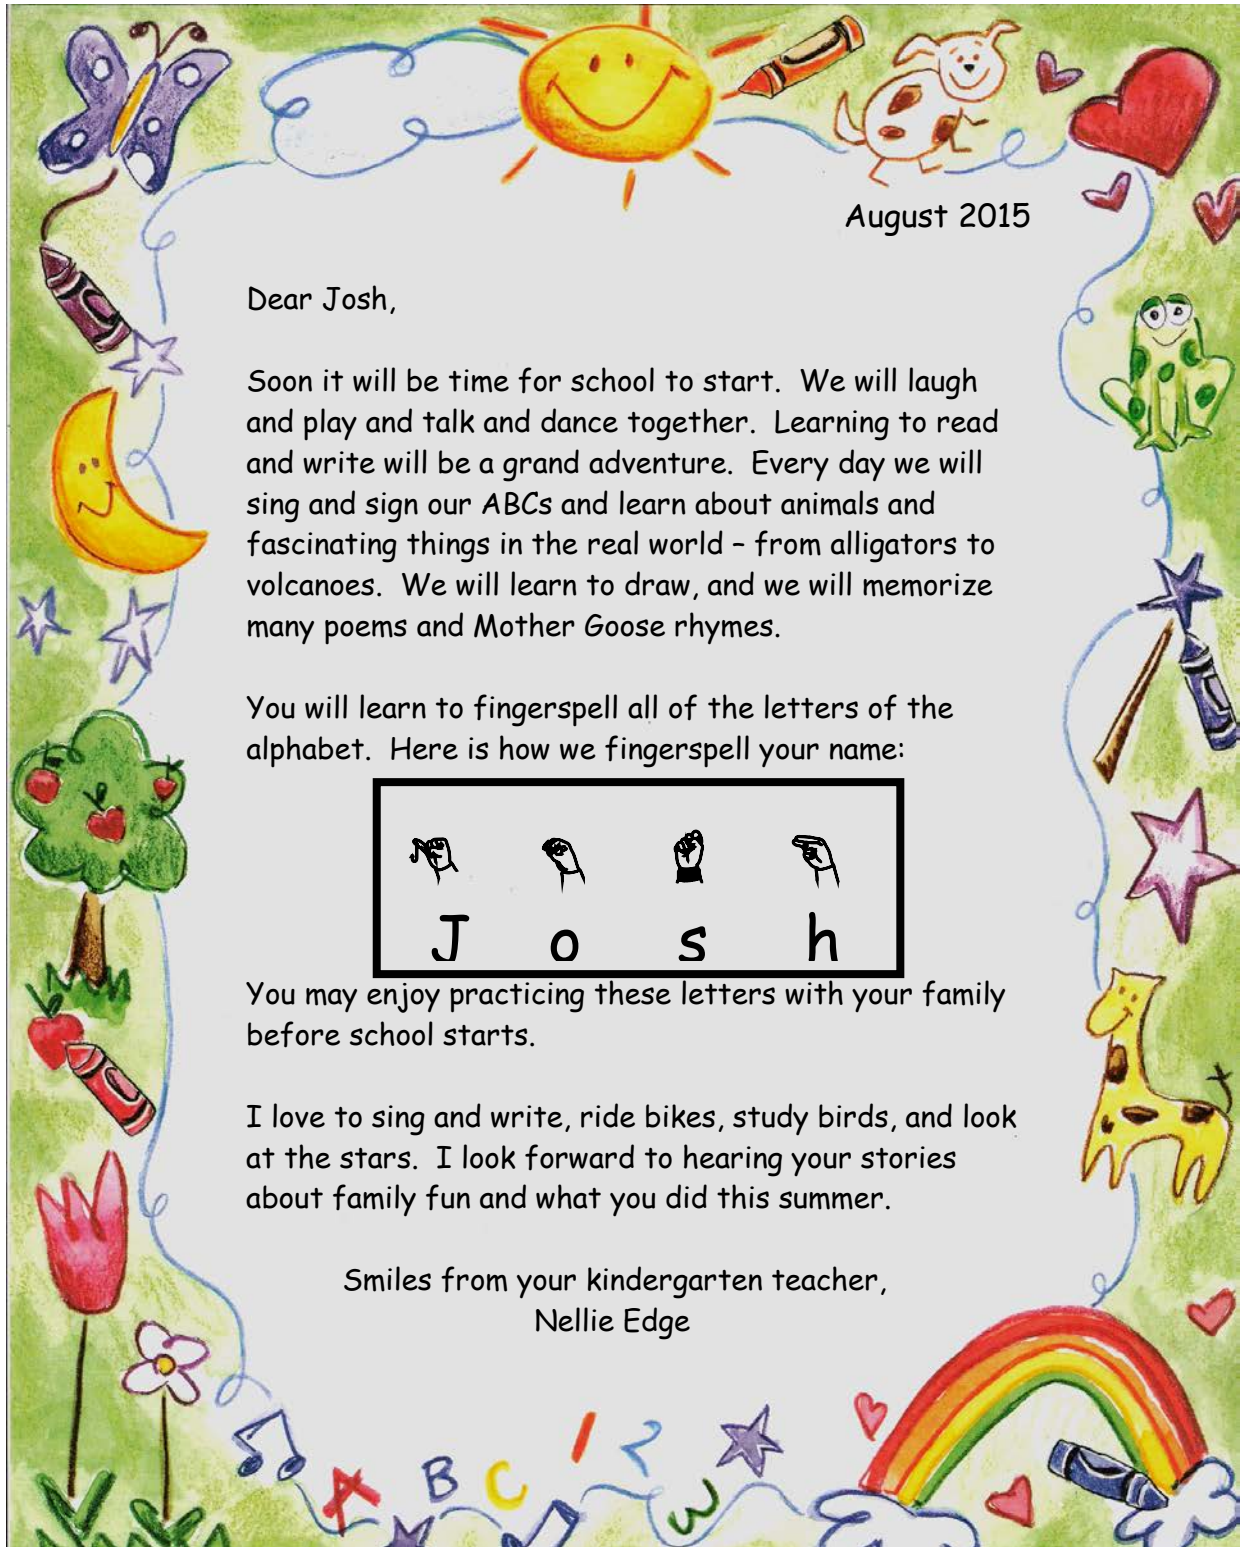 August 2015
Dear Josh,
Soon it will be time for school to start.  We will laugh
and play and talk and dance together.  Learning to read
and write will be a grand adventure.  Every day we will
sing and sign our ABCs and learn about animals and
fascinating things in the real world – from alligators to
volcanoes.  We will learn to draw, and we will memorize
many poems and Mother Goose rhymes.
You will learn to fingerspell all of the letters of the
alphabet.  Here is how we fingerspell your name:
J o s h
You may enjoy practicing these letters with your family
before school starts.
I love to sing and write, ride bikes, study birds, and look
at the stars.  I look forward to hearing your stories
about family fun and what you did this summer.
Smiles from your kindergarten teacher,
Nellie Edge
A B C 1 2 3